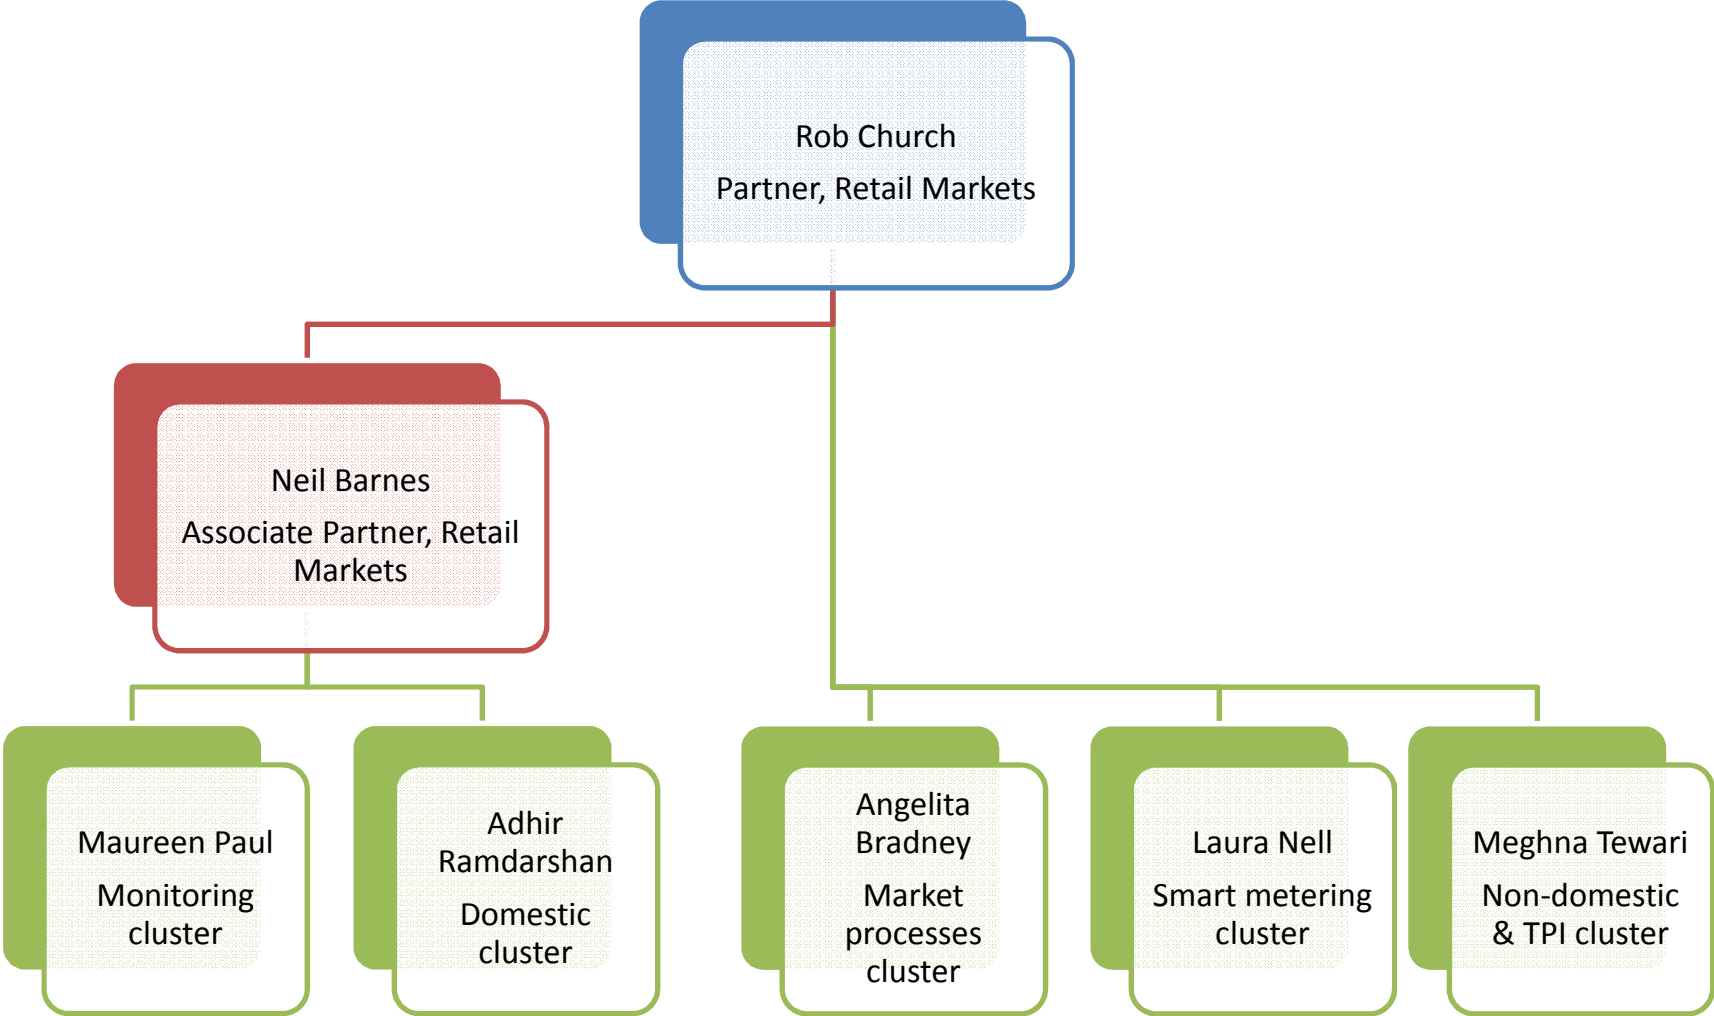 Rob Church
Partner, Retail Markets
Neil Barnes
Associate Partner, Retail
Markets
Maureen Paul
Monitoring
cluster
Adhir
Ramdarshan
Domestic
cluster
Angelita
Bradney
Market
processes
cluster
Laura Nell
Smart metering
cluster
Meghna Tewari
Non-domestic
& TPI cluster